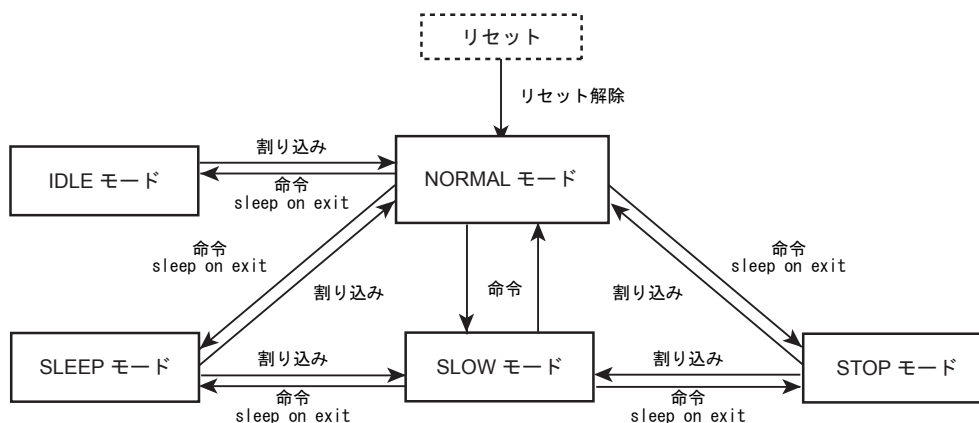 リセット
リセット解除
割り込み
IDLE モード
NORMAL モード
命令
sleep on exit
命令
sleep on exit
命令
sleep on exit
割り込み
命令
割り込み
SLEEP モード
割り込み
SLOW モード
割り込み
STOP モード
命令
sleep on exit
命令
sleep on exit